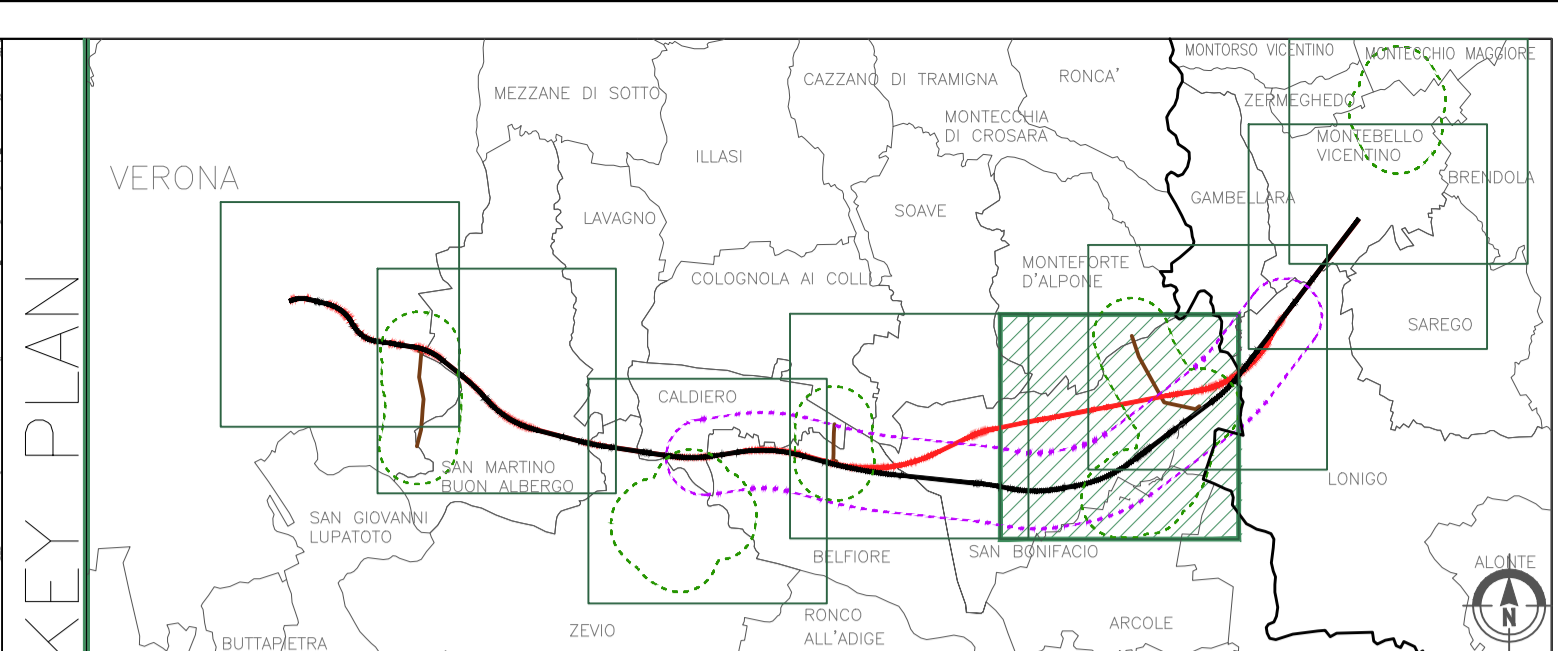 KEY PLAN
MONTORSO VICENTINO
MONTECCHIO MAGGIORE
CAZZANO DI TRAMIGNA
RONCA'
MEZZANE DI SOTTO
ZERMEGHEDO
MONTECCHIA
DI CROSARA
MONTEBELLO
VICENTINO
ILLASI
VERONA
BRENDOLA
GAMBELLARA
LAVAGNO
SOAVE
MONTEFORTE
D'ALPONE
COLOGNOLA AI COLLI
SAREGO
CALDIERO
SAN MARTINO
BUON ALBERGO
LONIGO
SAN GIOVANNI
LUPATOTO
BELFIORE
SAN BONIFACIO
ALONTE
RONCO
ALL'ADIGE
ZEVIO
ARCOLE
N
BUTTAPIETRA